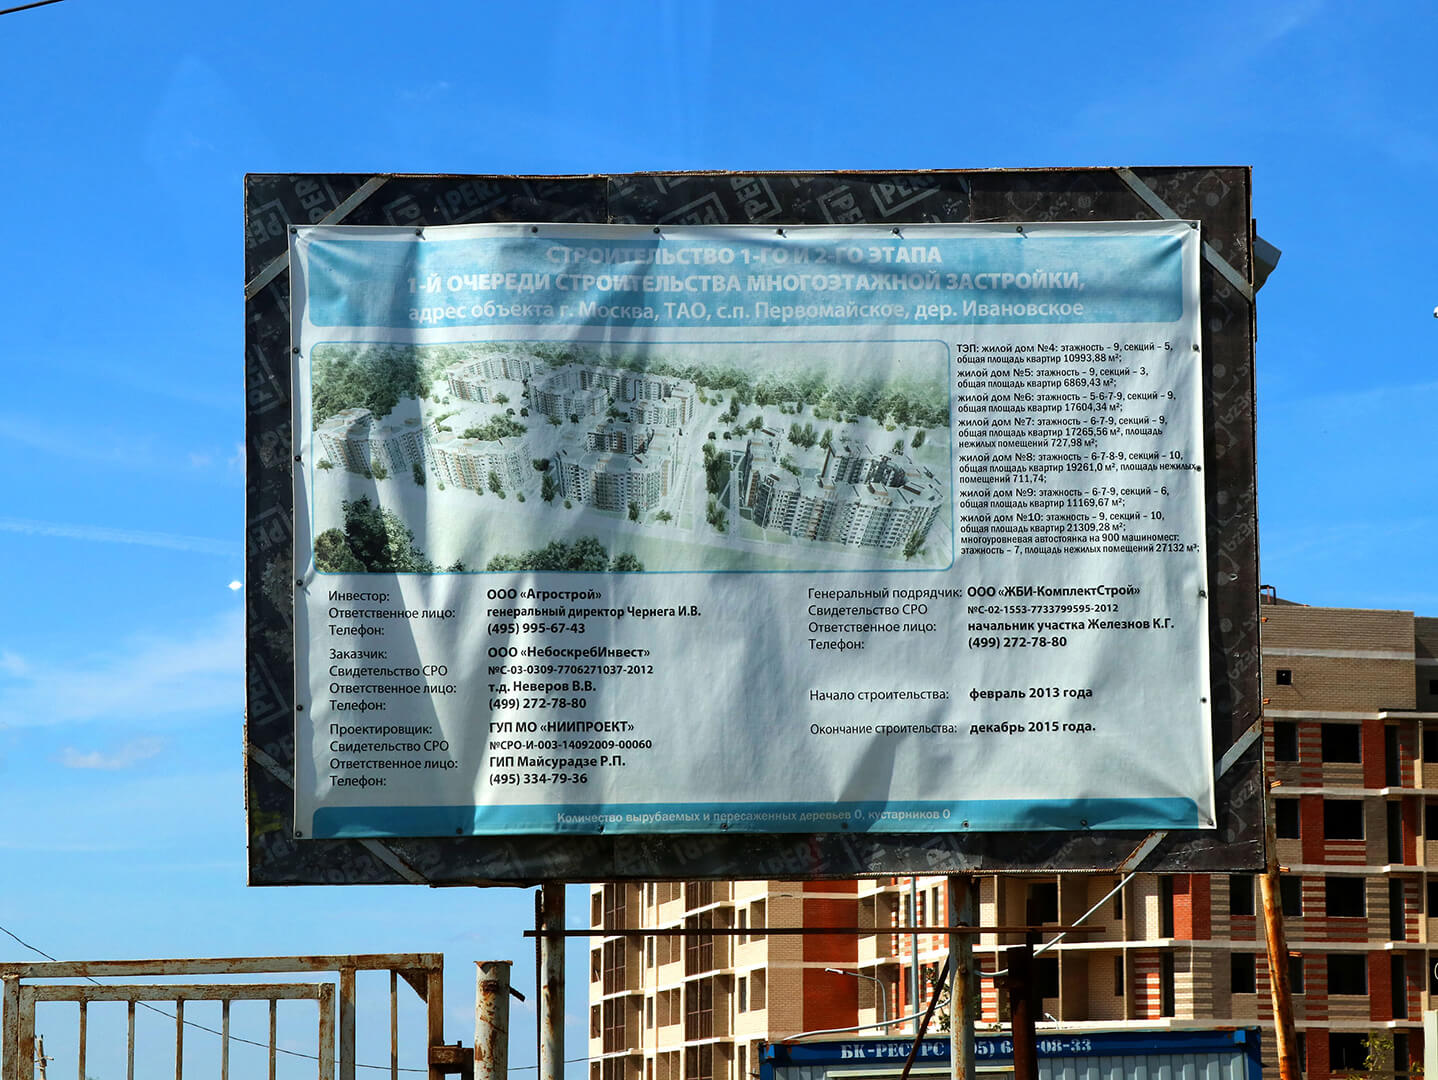 СТРОИТЕЛЬСТВО 1-ГО И 2-ГО ЭТАПА
1-Й ОЧЕРЕДИ СТРОИТЕЛЬСТВА МНОГОЭТАЖНОЙ ЗАСТРОЙКИ,
адрес объекта г. Москва, ТАО, с.п. Первомайское, дер. Ивановское
ТЭП: жилой дом №4: этажность – 9, секций – 5,
общая площадь квартир 10993,88 м²;
жилой дом №5: этажность – 9, секций – 3,
общая площадь квартир 6869,43 м²;
жилой дом №6: этажность – 5-6-7-9, секций – 9,
общая площадь квартир 17604,34 м²;
жилой дом №7: этажность – 6-7-9, секций – 9,
общая площадь квартир 17265,56 м², площадь
нежилых помещений 727,98 м²;
жилой дом №8: этажность – 6-7-8-9, секций – 10,
общая площадь квартир 19261,0 м², площадь нежилых
помещений 711,74;
жилой дом №9: этажность – 6-7-9, секций – 6,
общая площадь квартир 11169,67 м²;
жилой дом №10: этажность – 9, секций – 10,
общая площадь квартир 21309,28 м²;
многоуровневая автостоянка на 900 машиномест:
этажность – 7, площадь нежилых помещений 27132 м²;
Инвестор: ООО «Агрострой»
Ответственное лицо: генеральный директор Чернега И.В.
Телефон: (495) 995-67-43
Заказчик: ООО «НебоскребИнвест»
Свидетельство СРО №С-03-0309-7706271037-2012
Ответственное лицо: т.д. Неверов В.В.
Телефон: (499) 272-78-80
Проектировщик: ГУП МО «НИИПРОЕКТ»
Свидетельство СРО №СРО-И-003-14092009-00060
Ответственное лицо: ГИП Майсурадзе Р.П.
Телефон: (495) 334-79-36
Генеральный подрядчик: ООО «ЖБИ-КомплектСтрой»
Свидетельство СРО №С-02-1553-7733799595-2012
Ответственное лицо: начальник участка Железнов К.Г.
Телефон: (499) 272-78-80
Начало строительства: февраль 2013 года
Окончание строительства: декабрь 2015 года.
Количество вырубаемых и пересаженных деревьев 0, кустарников 0
БК-РЕСУРС 08-33